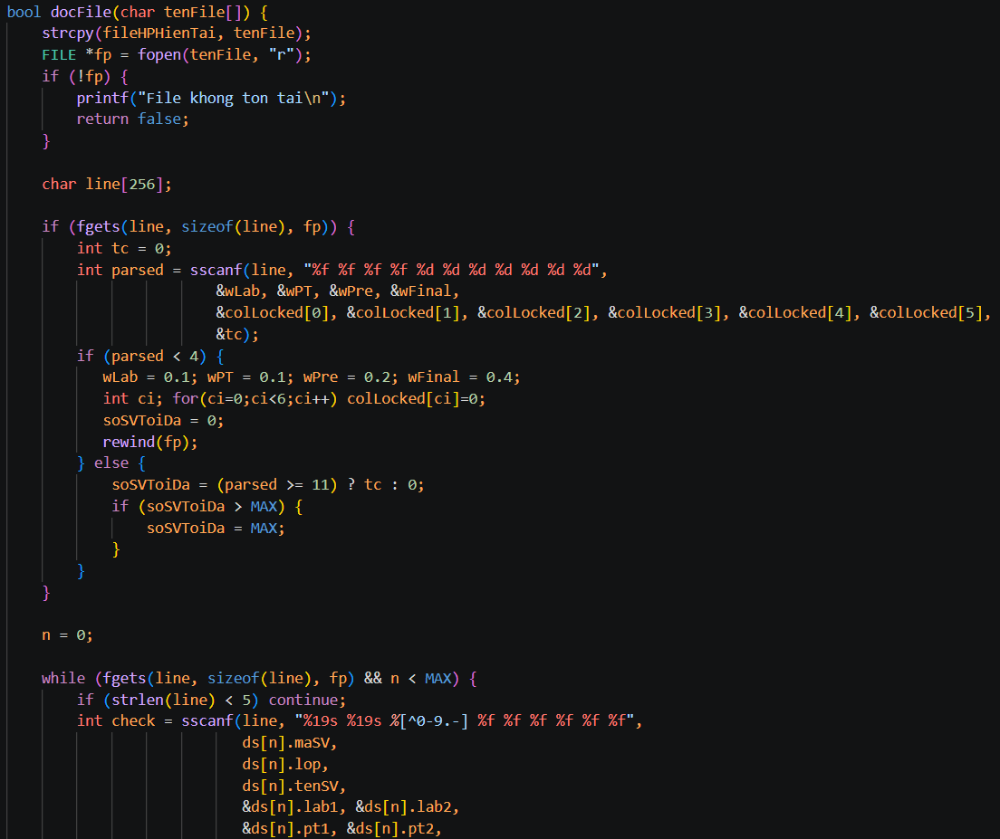 bool docFile(char tenFile[]) {
    strcpy(fileHPHienTai, tenFile);
    FILE *fp = fopen(tenFile, "r");
    if (!fp) {
        printf("File khong ton tai\n");
        return false;
    }

    char line[256];

    if (fgets(line, sizeof(line), fp)) {
        int tc = 0;
        int parsed = sscanf(line, "%f %f %f %f %d %d %d %d %d %d %d",
                        &wLab, &wPT, &wPre, &wFinal,
                        &colLocked[0], &colLocked[1], &colLocked[2], &colLocked[3], &colLocked[4], &colLocked[5],
                        &tc);
        if (parsed < 4) {
           wLab = 0.1; wPT = 0.1; wPre = 0.2; wFinal = 0.4;
           int ci; for(ci=0;ci<6;ci++) colLocked[ci]=0;
           soSVToiDa = 0;
           rewind(fp);
        } else {
            soSVToiDa = (parsed >= 11) ? tc : 0;
            if (soSVToiDa > MAX) {
                soSVToiDa = MAX;
            }
        }
    }

    n = 0;

    while (fgets(line, sizeof(line), fp) && n < MAX) {
        if (strlen(line) < 5) continue;
        int check = sscanf(line, "%19s %19s %[^0-9.-] %f %f %f %f %f %f",
                           ds[n].maSV,
                           ds[n].lop,
                           ds[n].tenSV,
                           &ds[n].lab1, &ds[n].lab2,
                           &ds[n].pt1, &ds[n].pt2,